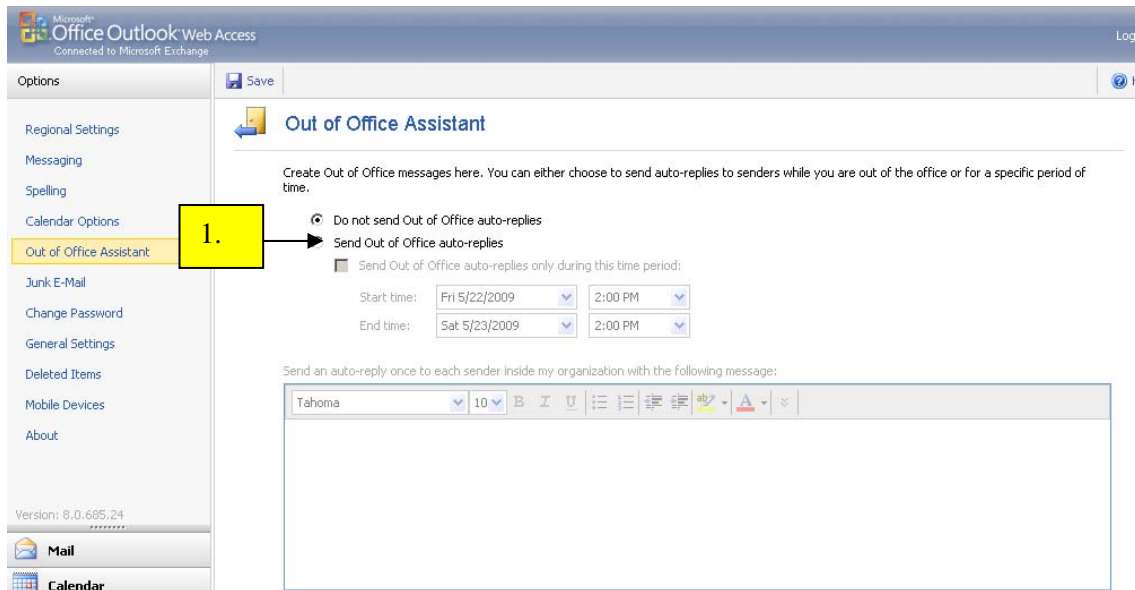 Microsoft®
Office Outlook Web Access
Connected to Microsoft Exchange
Log
Options
Save
Regional Settings
Messaging
Spelling
Calendar Options
Out of Office Assistant
Junk E-Mail
Change Password
General Settings
Deleted Items
Mobile Devices
About
Version: 8.0.685.24
Mail
Calendar
Out of Office Assistant
Create Out of Office messages here. You can either choose to send auto-replies to senders while you are out of the office or for a specific period of
time.
Do not send Out of Office auto-replies
1.
Send Out of Office auto-replies
Send Out of Office auto-replies only during this time period:
Start time: Fri 5/22/2009 2:00 PM
End time: Sat 5/23/2009 2:00 PM
Send an auto-reply once to each sender inside my organization with the following message:
Tahoma 10 B I U ab A